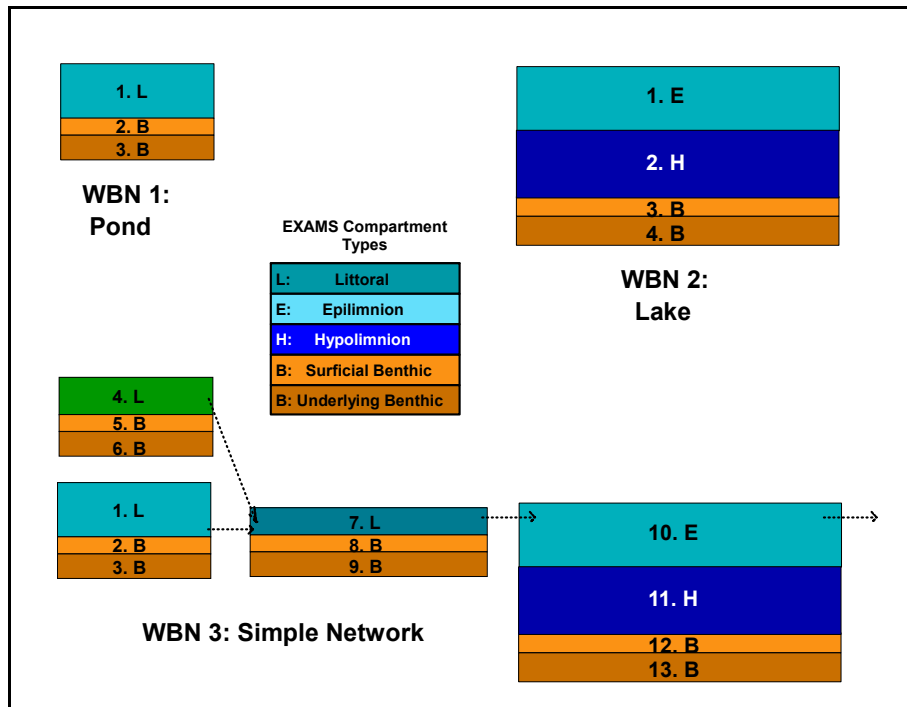 1. L
2. B
3. B
WBN 1:
Pond
1. E
2. H
3. B
4. B
WBN 2:
Lake
EXAMS Compartment
Types
L: Littoral
E: Epilimnion
H: Hypolimnion
B: Surficial Benthic
B: Underlying Benthic
4. L
5. B
6. B
1. L
2. B
3. B
7. L
8. B
9. B
10. E
11. H
12. B
13. B
WBN 3: Simple Network